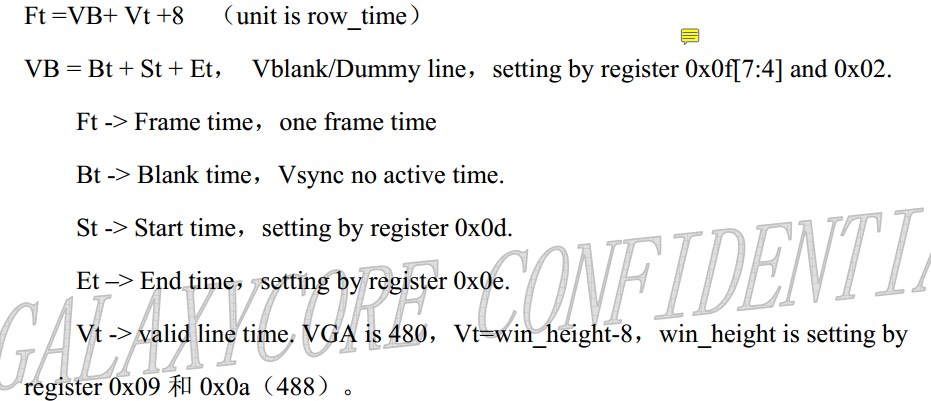 Ft =VB+ Vt +8 （unit is row_time）
VB = Bt + St + Et， Vblank/Dummy line，setting by register 0x0f[7:4] and 0x02.
Ft -> Frame time，one frame time
Bt -> Blank time，Vsync no active time.
St -> Start time，setting by register 0x0d.
Et –> End time，setting by register 0x0e.
Vt -> valid line time. VGA is 480，Vt=win_height-8，win_height is setting by
register 0x09 和 0x0a（488）。
GALAXYCORE CONFIDENTIA